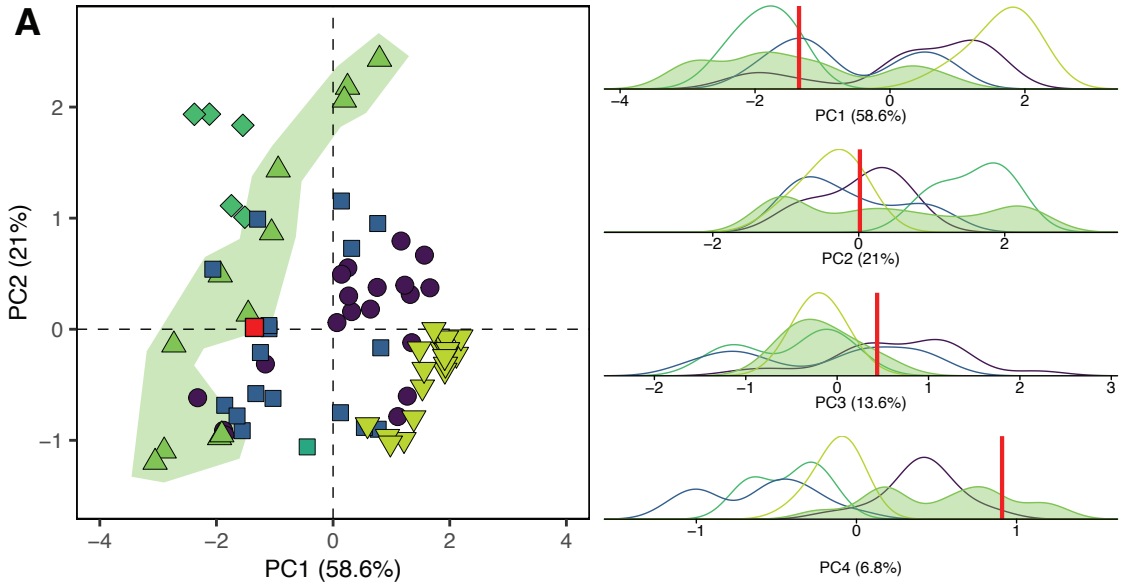 A
2
1
0
−1
PC2 (21%)
−4 −2 0 2 4
PC1 (58.6%)
-4 -2 0 2
PC1 (58.6%)
-2 0 2
PC2 (21%)
-2 -1 0 1 2 3
PC3 (13.6%)
-1 0 1
PC4 (6.8%)